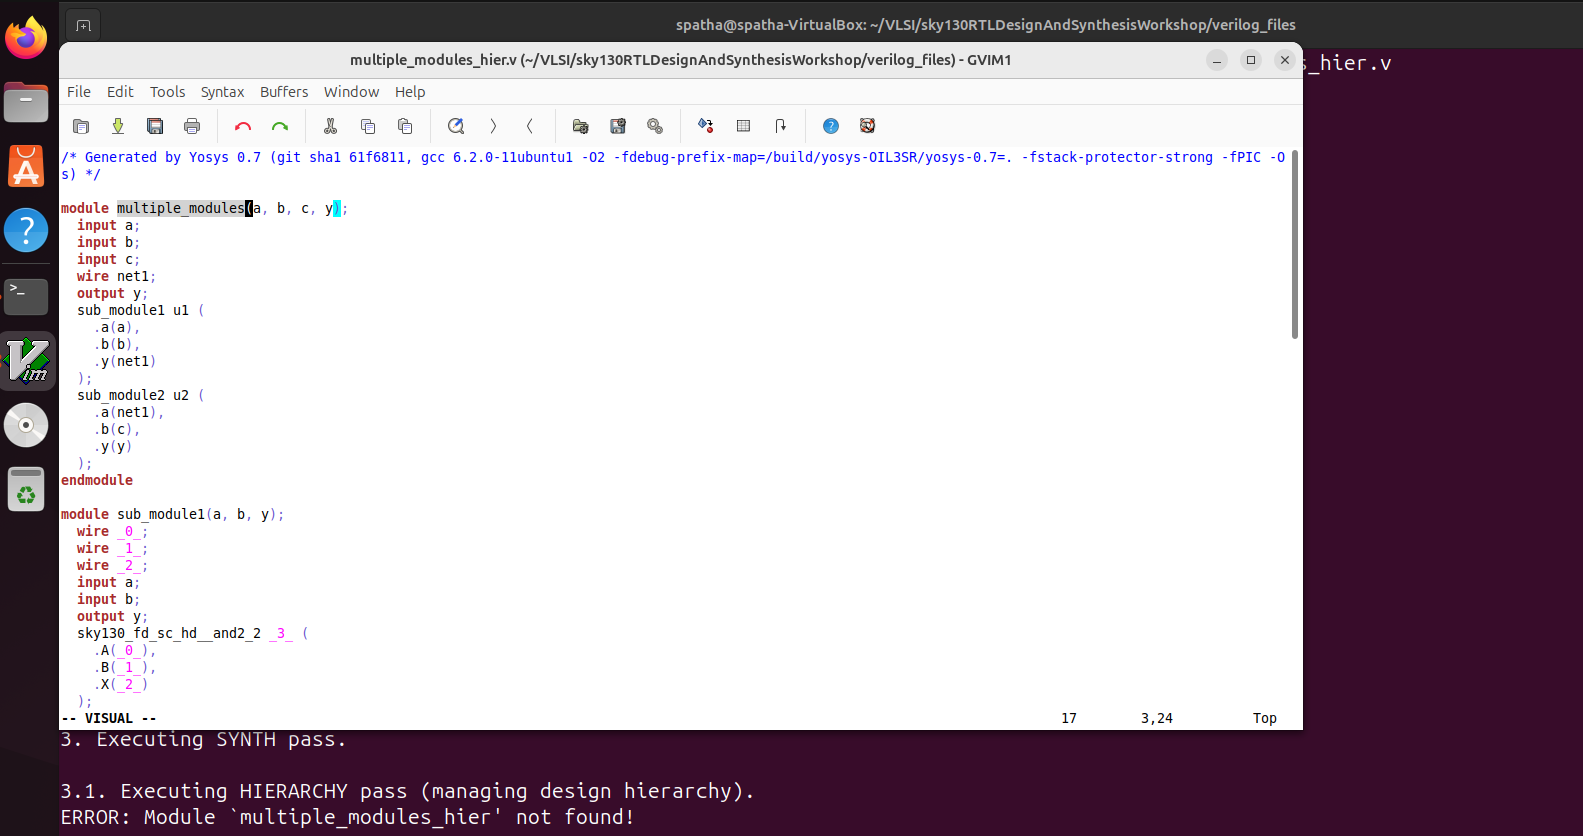 spatha@spatha-VirtualBox: ~/VLSI/sky130RTLDesignAndSynthesisWorkshop/verilog_files
multiple_modules_hier.v (~/VLSI/sky130RTLDesignAndSynthesisWorkshop/verilog_files) - GVIM1
s_hier.v
File Edit Tools Syntax Buffers Window Help
/* Generated by Yosys 0.7 (git sha1 61f6811, gcc 6.2.0-11ubuntu1 -O2 -fdebug-prefix-map=/build/yosys-OIL3SR/yosys-0.7=. -fstack-protector-strong -fPIC -O
s) */
module multiple_modules(a, b, c, y);
  input a;
  input b;
  input c;
  wire net1;
  output y;
  sub_module1 u1 (
    .a(a),
    .b(b),
    .y(net1)
  );
  sub_module2 u2 (
    .a(net1),
    .b(c),
    .y(y)
  );
endmodule
module sub_module1(a, b, y);
  wire _0_;
  wire _1_;
  wire _2_;
  input a;
  input b;
  output y;
  sky130_fd_sc_hd__and2_2 _3_ (
    .A(_0_),
    .B(_1_),
    .X(_2_)
  );
-- VISUAL -- 17 3,24 Top
3. Executing SYNTH pass.
3.1. Executing HIERARCHY pass (managing design hierarchy).
ERROR: Module `multiple_modules_hier' not found!